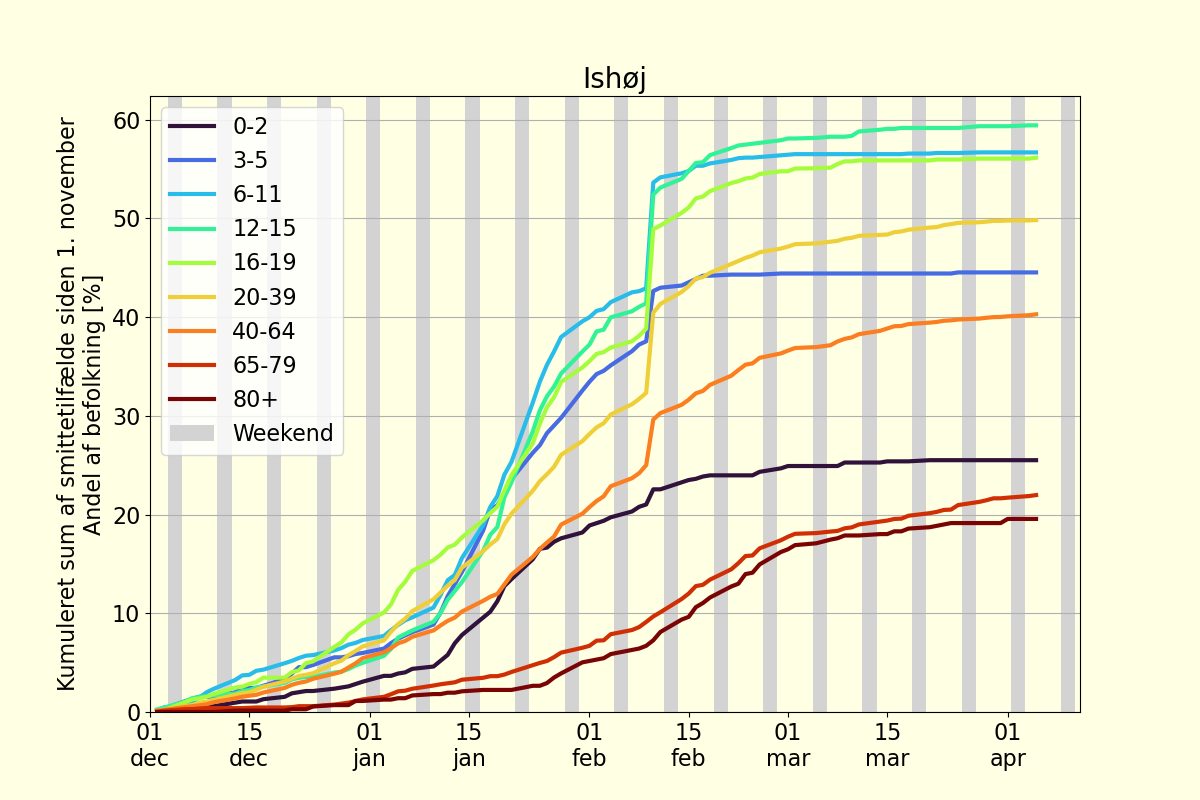 Ishøj
Kumuleret sum af smittetilfælde siden 1. november
Andel af befolkning [%]
60
50
40
30
20
10
0
0-2
3-5
6-11
12-15
16-19
20-39
40-64
65-79
80+
Weekend
01 15 01 15 01 15 01 15 01
dec dec jan jan feb feb mar mar apr